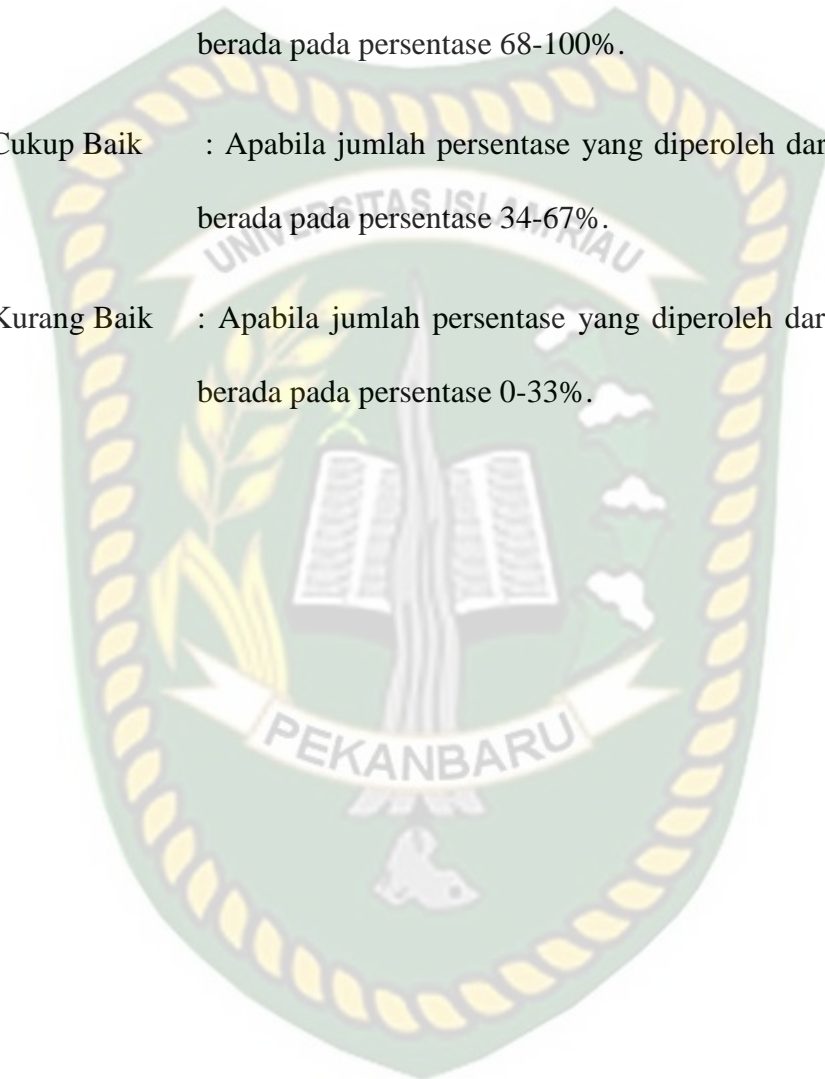 berada pada persentase 68-100%.
Cukup Baik : Apabila jumlah persentase yang diperoleh dar
berada pada persentase 34-67%.
UNIVERSITAS ISLAM RIAU
Kurang Baik : Apabila jumlah persentase yang diperoleh dar
berada pada persentase 0-33%.
PEKANBARU